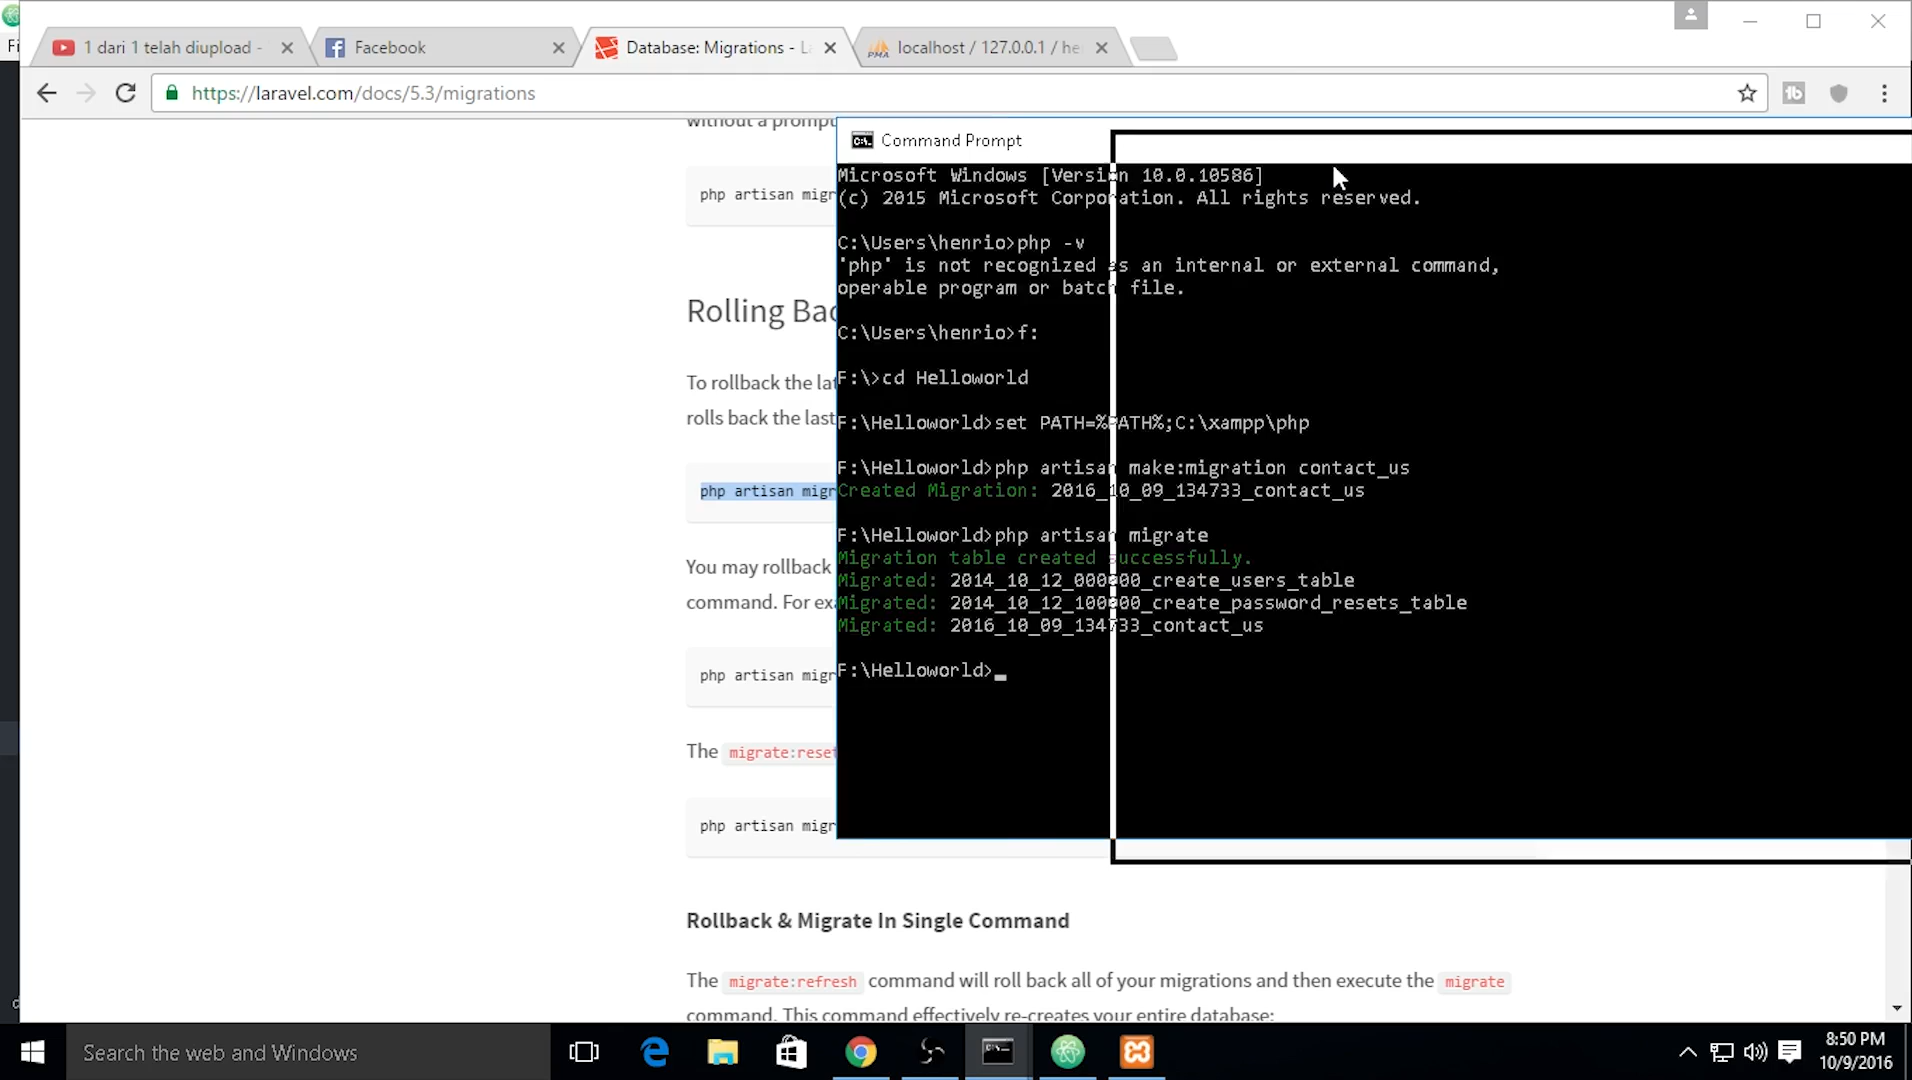 Fi
1 dari 1 telah diupload -
Facebook
Database: Migrations - L
PMA
localhost / 127.0.0.1 / he
https://laravel.com/docs/5.3/migrations
without a prompt
php artisan migr
Rolling Bac
To rollback the lat
rolls back the last
php artisan migr
You may rollback
command. For exa
php artisan migr
The migrate:reset
php artisan migr
Rollback & Migrate In Single Command
The migrate:refresh command will roll back all of your migrations and then execute the migrate
command. This command effectively re-creates your entire database:
Command Prompt
Microsoft Windows [Version 10.0.10586]
(c) 2015 Microsoft Corporation. All rights reserved.
C:\Users\henrio>php -v
'php' is not recognized as an internal or external command,
operable program or batch file.
C:\Users\henrio>f:
F:\>cd Helloworld
F:\Helloworld>set PATH=%PATH%;C:\xampp\php
F:\Helloworld>php artisan make:migration contact_us
Created Migration: 2016_10_09_134733_contact_us
F:\Helloworld>php artisan migrate
Migration table created successfully.
Migrated: 2014_10_12_000000_create_users_table
Migrated: 2014_10_12_100000_create_password_resets_table
Migrated: 2016_10_09_134733_contact_us
F:\Helloworld>
Search the web and Windows
8:50 PM
10/9/2016